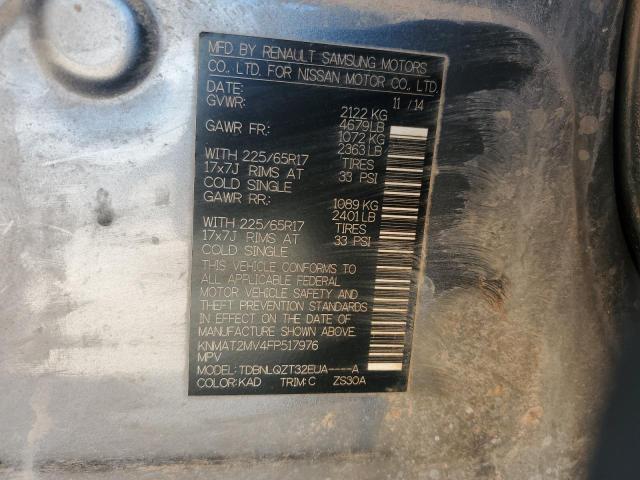 MFD BY RENAULT SAMSUNG MOTORS
CO., LTD. FOR NISSAN MOTOR CO., LTD.
DATE: 11 / 14
GVWR: 2122 KG
4679LB
GAWR FR: 1072 KG
2363 LB
WITH 225/65R17 TIRES
17x7J RIMS AT 33 PSI
COLD SINGLE
GAWR RR: 1089 KG
2401 LB
WITH 225/65R17 TIRES
17x7J RIMS AT 33 PSI
COLD SINGLE
THIS VEHICLE CONFORMS TO
ALL APPLICABLE FEDERAL
MOTOR VEHICLE SAFETY AND
THEFT PREVENTION STANDARDS
IN EFFECT ON THE DATE OF
MANUFACTURE SHOWN ABOVE.
KNMAT2MV4FP517976
MPV
MODEL: TDBNLQZT32EUA----A
COLOR: KAD TRIM: C ZS30A